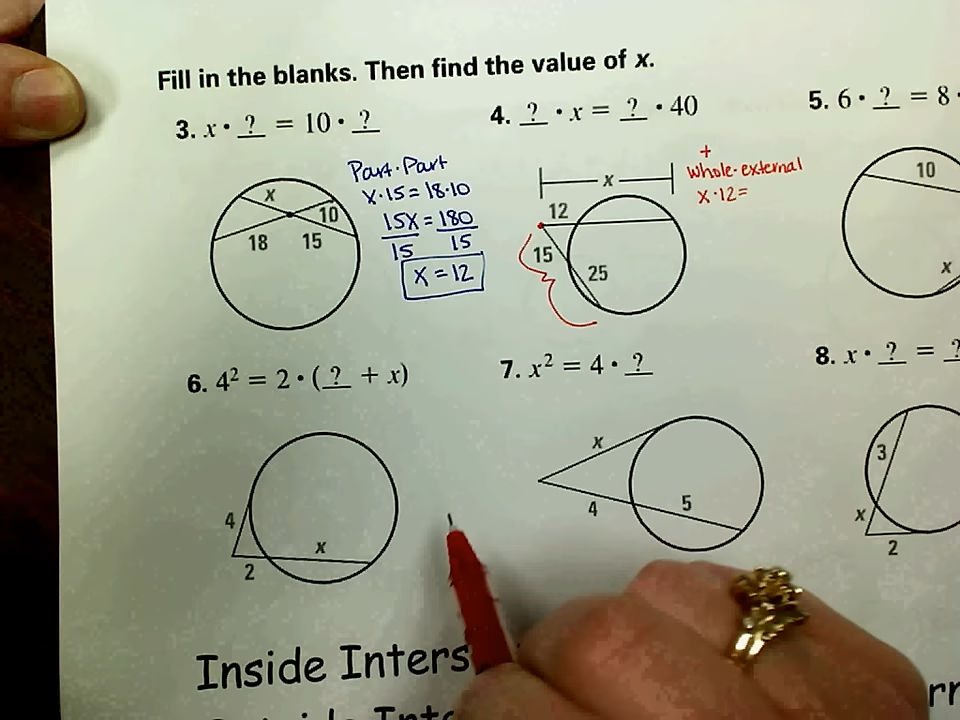 Fill in the blanks. Then find the value of x.
3. x · ? = 10 · ?
4. ? · x = ? · 40
5. 6 · ? = 8 ·
Part·Part
x·15 = 18·10
15x = 180
15 15
x = 12
x
10
18 15
+
whole·external
x·12=
x
12
15
25
10
x
6. 4² = 2 · (? + x)
7. x² = 4 · ?
8. x · ? = ?
4
x
2
x
4
5
3
x
2
Inside Inters